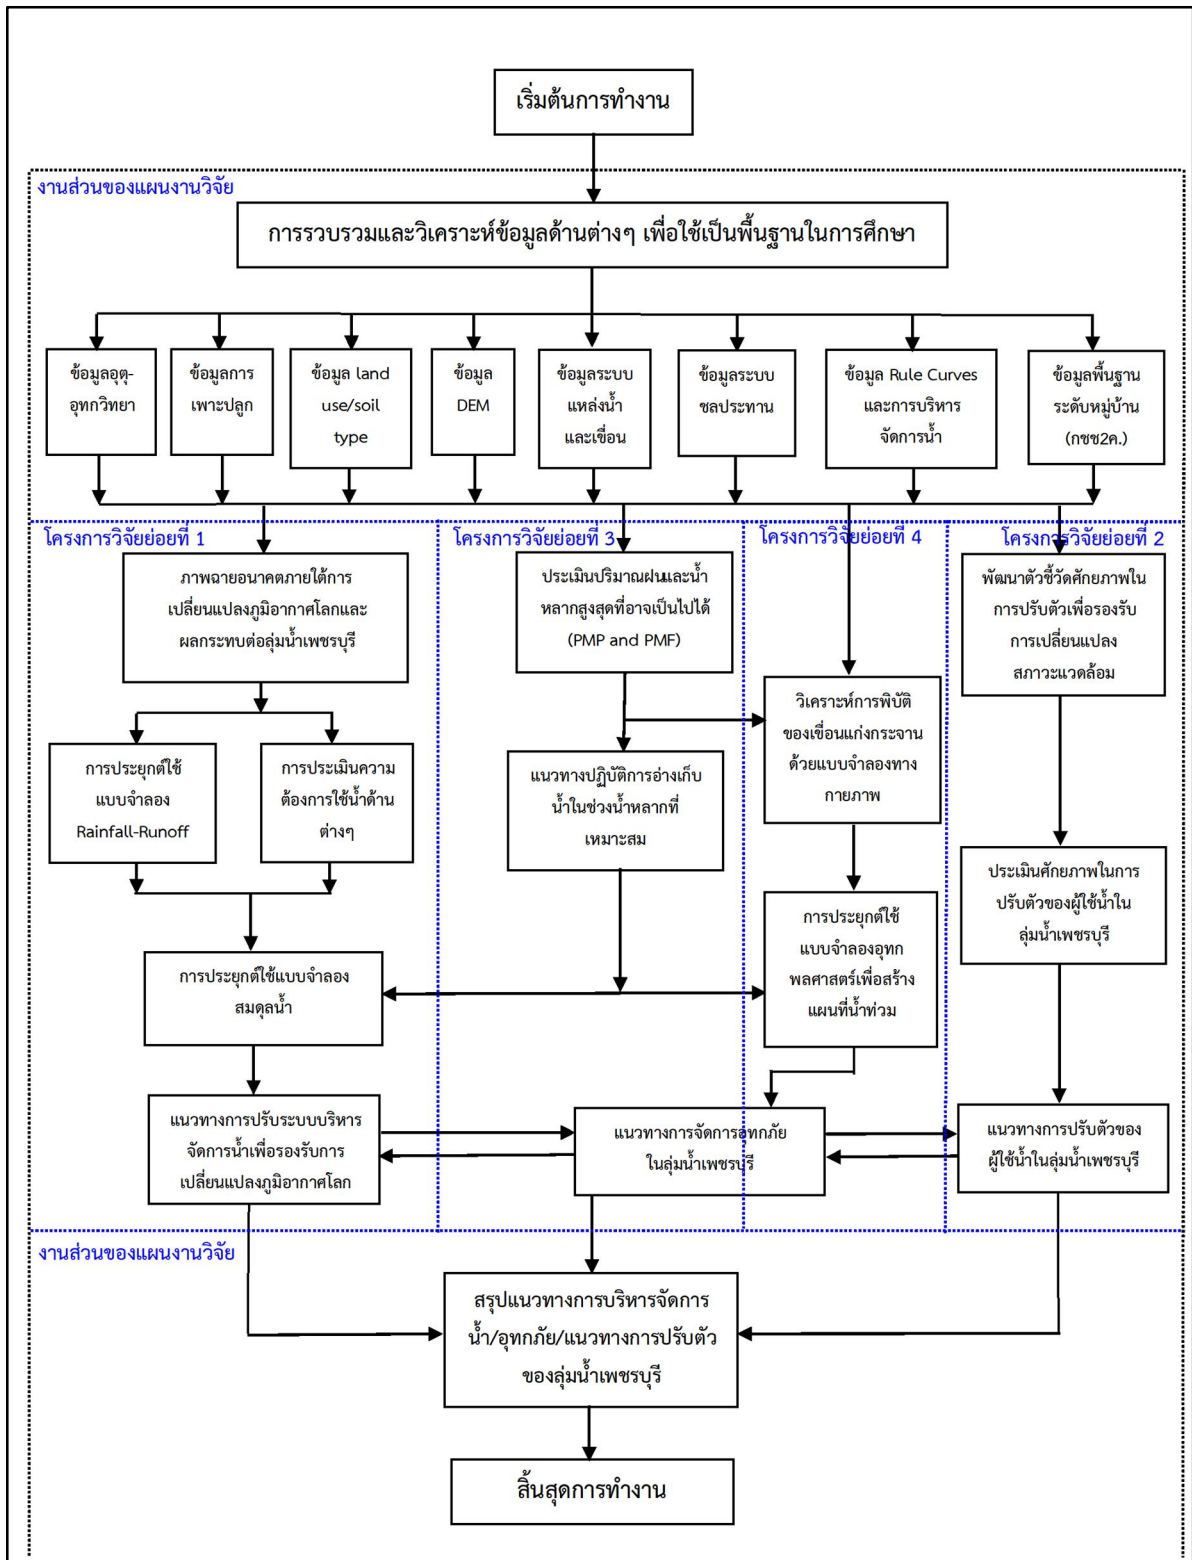 เริ่มต้นการทำงาน
งานส่วนของแผนงานวิจัย
การรวบรวมและวิเคราะห์ข้อมูลด้านต่างๆ เพื่อใช้เป็นพื้นฐานในการศึกษา
ข้อมูลอุตุ-
อุทกวิทยา
ข้อมูลการ
เพาะปลูก
ข้อมูล land
use/soil
type
ข้อมูล
DEM
ข้อมูลระบบ
แหล่งน้ำ
และเขื่อน
ข้อมูลระบบ
ชลประทาน
ข้อมูล Rule Curves
และการบริหาร
จัดการน้ำ
ข้อมูลพื้นฐาน
ระดับหมู่บ้าน
(กชช2ค.)
โครงการวิจัยย่อยที่ 1
ภาพฉายอนาคตภายใต้การ
เปลี่ยนแปลงภูมิอากาศโลกและ
ผลกระทบต่อลุ่มน้ำเพชรบุรี
การประยุกต์ใช้
แบบจำลอง
Rainfall-Runoff
การประเมินความ
ต้องการใช้น้ำด้าน
ต่างๆ
การประยุกต์ใช้แบบจำลอง
สมดุลน้ำ
แนวทางการปรับระบบบริหาร
จัดการน้ำเพื่อรองรับการ
เปลี่ยนแปลงภูมิอากาศโลก
โครงการวิจัยย่อยที่ 3
ประเมินปริมาณฝนและน้ำ
หลากสูงสุดที่อาจเป็นไปได้
(PMP and PMF)
แนวทางปฏิบัติการอ่างเก็บ
น้ำในช่วงน้ำหลากที่
เหมาะสม
โครงการวิจัยย่อยที่ 4
วิเคราะห์การพิบัติ
ของเขื่อนแก่งกระจาน
ด้วยแบบจำลองทาง
กายภาพ
การประยุกต์ใช้
แบบจำลองอุทก
พลศาสตร์เพื่อสร้าง
แผนที่น้ำท่วม
แนวทางการจัดการอุทกภัย
ในลุ่มน้ำเพชรบุรี
โครงการวิจัยย่อยที่ 2
พัฒนาตัวชี้วัดศักยภาพใน
การปรับตัวเพื่อรองรับ
การเปลี่ยนแปลง
สภาวะแวดล้อม
ประเมินศักยภาพในการ
ปรับตัวของผู้ใช้น้ำใน
ลุ่มน้ำเพชรบุรี
แนวทางการปรับตัวของ
ผู้ใช้น้ำในลุ่มน้ำเพชรบุรี
งานส่วนของแผนงานวิจัย
สรุปแนวทางการบริหารจัดการ
น้ำ/อุทกภัย/แนวทางการปรับตัว
ของลุ่มน้ำเพชรบุรี
สิ้นสุดการทำงาน